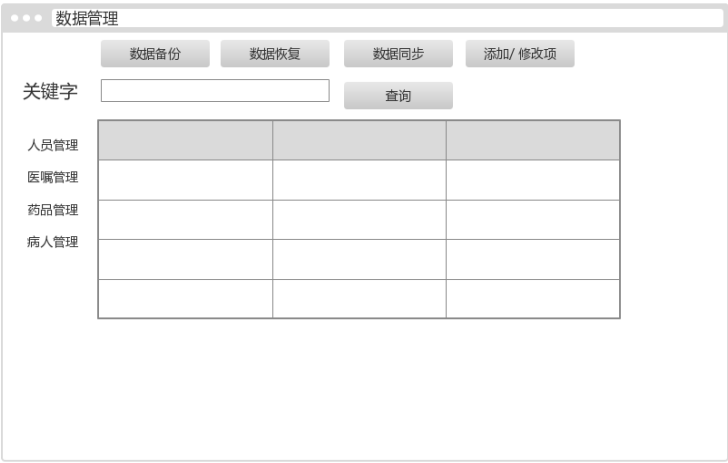 数据管理
数据备份 数据恢复 数据同步 添加/ 修改项
关键字 查询
人员管理
医嘱管理
药品管理
病人管理